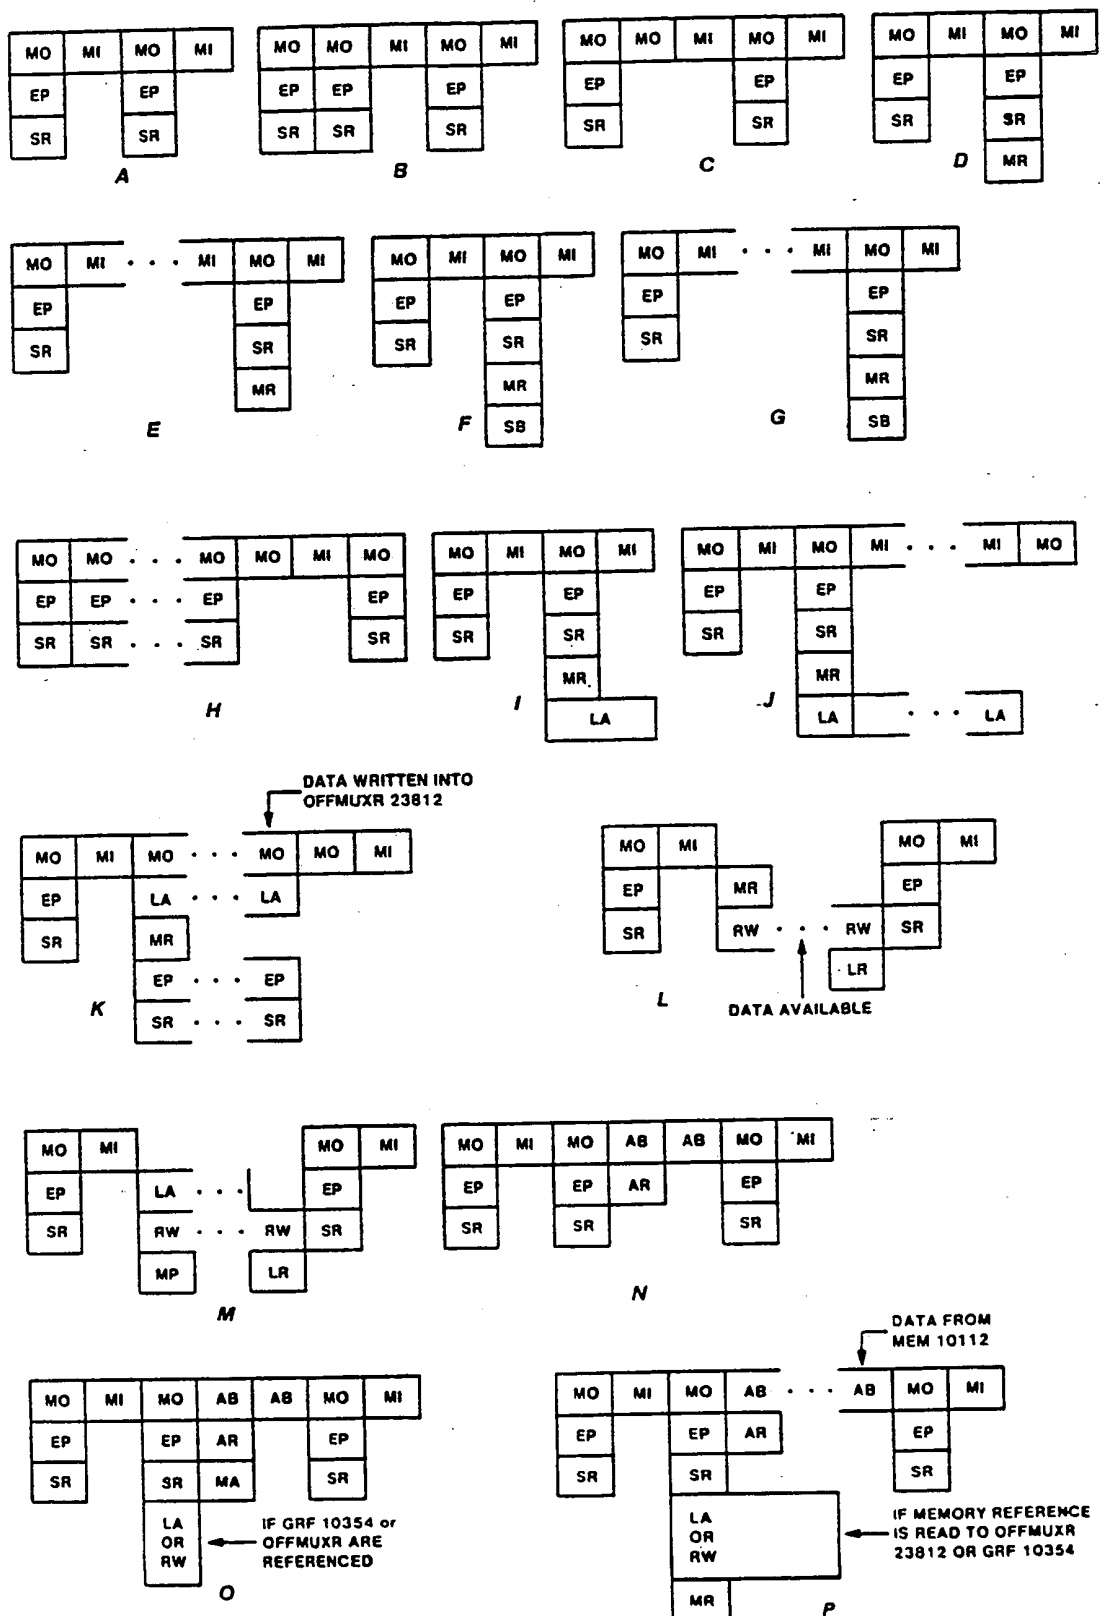 MO MI MO MI
EP EP
SR SR
A
MO MO MI MO MI
EP EP EP
SR SR SR
B
MO MO MI MO MI
EP EP
SR SR
C
MO MI MO MI
EP EP
SR SR
MR
D
MO MI · · · MI MO MI
EP EP
SR SR
MR
E
MO MI MO MI
EP EP
SR SR
MR
SB
F
MO MI · · · MI MO MI
EP EP
SR SR
MR
SB
G
MO MO · · · MO MO MI MO
EP EP · · · EP EP
SR SR · · · SR SR
H
MO MI MO MI
EP EP
SR SR
MR
LA
I
MO MI MO MI · · · MI MO
EP EP
SR SR
MR
LA · · · LA
J
DATA WRITTEN INTO
OFFMUXR 23812
MO MI MO · · · MO MO MI
EP LA · · · LA
SR MR
EP · · · EP
SR · · · SR
K
MO MI MO MI
EP MR EP
SR RW · · · RW SR
LR
L
DATA AVAILABLE
MO MI MO MI
EP LA · · · EP
SR RW · · · RW SR
MP LR
M
MO MI MO AB AB MO MI
EP EP AR EP
SR SR SR
N
MO MI MO AB AB MO MI
EP EP AR EP
SR SR MA SR
LA
OR
RW
IF GRF 10354 or
OFFMUXR ARE
REFERENCED
O
DATA FROM
MEM 10112
MO MI MO AB · · · AB MO MI
EP EP AR EP
SR SR SR
LA
OR
RW
IF MEMORY REFERENCE
IS READ TO OFFMUXR
23812 OR GRF 10354
MR
P